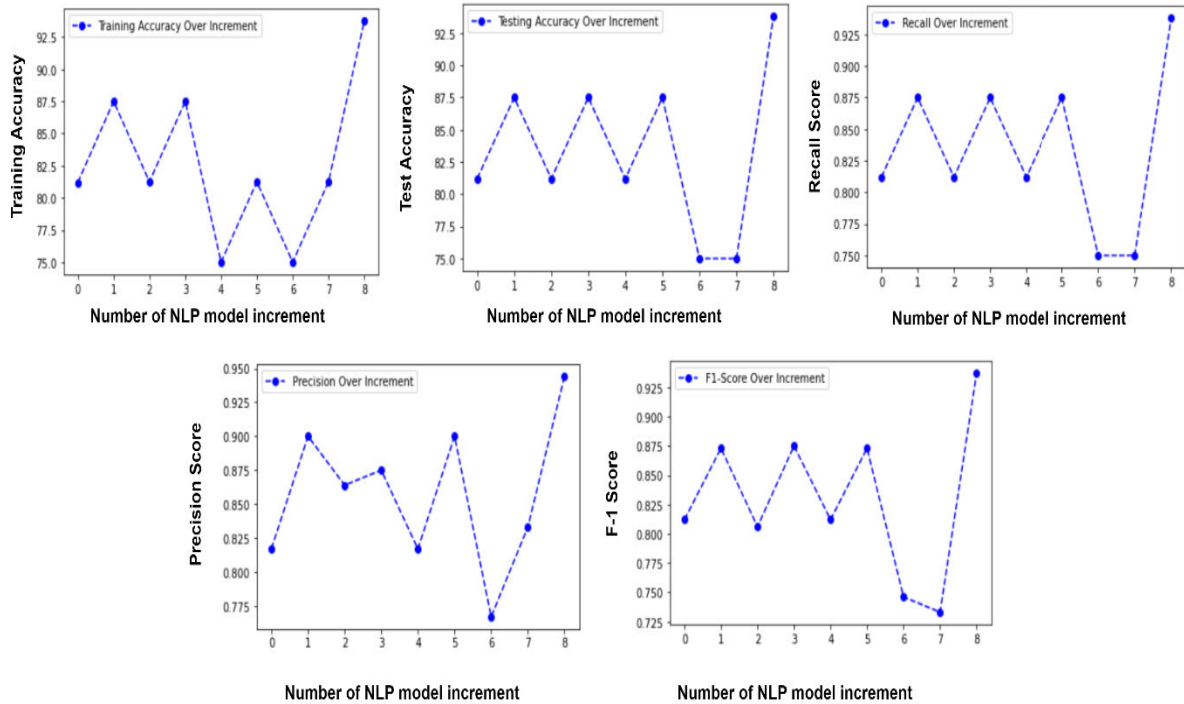 Training Accuracy
Training Accuracy Over Increment
92.5
90.0
87.5
85.0
82.5
80.0
77.5
75.0
0 1 2 3 4 5 6 7 8
Number of NLP model increment
Test Accuracy
Testing Accuracy Over Increment
92.5
90.0
87.5
85.0
82.5
80.0
77.5
75.0
0 1 2 3 4 5 6 7 8
Number of NLP model increment
Recall Score
Recall Over Increment
0.925
0.900
0.875
0.850
0.825
0.800
0.775
0.750
0 1 2 3 4 5 6 7 8
Number of NLP model increment
Precision Score
Precision Over Increment
0.950
0.925
0.900
0.875
0.850
0.825
0.800
0.775
0 1 2 3 4 5 6 7 8
Number of NLP model increment
F-1 Score
F1-Score Over Increment
0.925
0.900
0.875
0.850
0.825
0.800
0.775
0.750
0.725
0 1 2 3 4 5 6 7 8
Number of NLP model increment